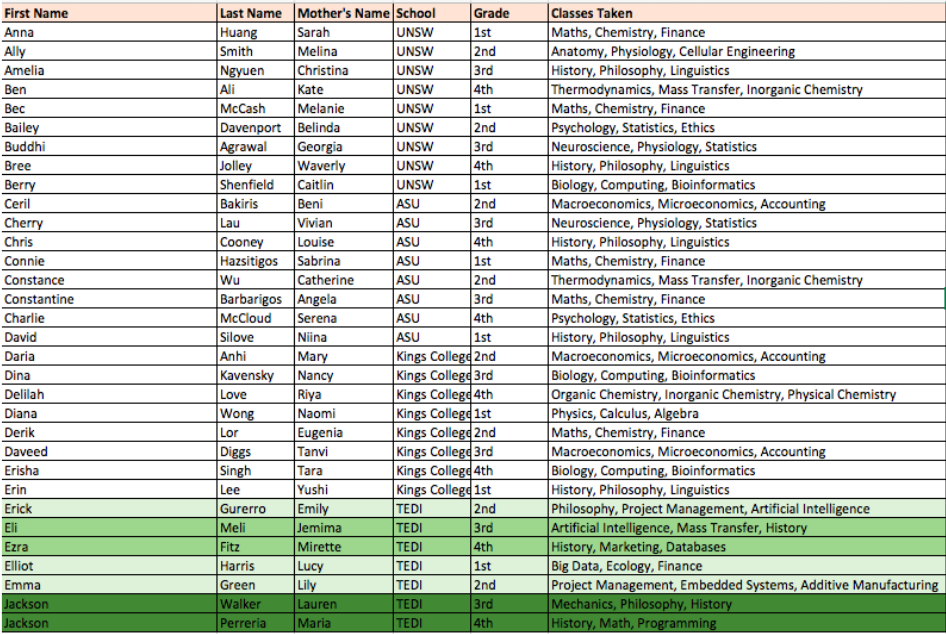 First Name Last Name Mother's Name School Grade Classes Taken
Anna Huang Sarah UNSW 1st Maths, Chemistry, Finance
Ally Smith Melina UNSW 2nd Anatomy, Physiology, Cellular Engineering
Amelia Ngyuen Christina UNSW 3rd History, Philosophy, Linguistics
Ben Ali Kate UNSW 4th Thermodynamics, Mass Transfer, Inorganic Chemistry
Bec McCash Melanie UNSW 1st Maths, Chemistry, Finance
Bailey Davenport Belinda UNSW 2nd Psychology, Statistics, Ethics
Buddhi Agrawal Georgia UNSW 3rd Neuroscience, Physiology, Statistics
Bree Jolley Waverly UNSW 4th History, Philosophy, Linguistics
Berry Shenfield Caitlin UNSW 1st Biology, Computing, Bioinformatics
Ceril Bakiris Beni ASU 2nd Macroeconomics, Microeconomics, Accounting
Cherry Lau Vivian ASU 3rd Neuroscience, Physiology, Statistics
Chris Cooney Louise ASU 4th History, Philosophy, Linguistics
Connie Hazsitigos Sabrina ASU 1st Maths, Chemistry, Finance
Constance Wu Catherine ASU 2nd Thermodynamics, Mass Transfer, Inorganic Chemistry
Constantine Barbarigos Angela ASU 3rd Maths, Chemistry, Finance
Charlie McCloud Serena ASU 4th Psychology, Statistics, Ethics
David Silove Niina ASU 1st History, Philosophy, Linguistics
Daria Anhi Mary Kings College 2nd Macroeconomics, Microeconomics, Accounting
Dina Kavensky Nancy Kings College 3rd Biology, Computing, Bioinformatics
Delilah Love Riya Kings College 4th Organic Chemistry, Inorganic Chemistry, Physical Chemistry
Diana Wong Naomi Kings College 1st Physics, Calculus, Algebra
Derik Lor Eugenia Kings College 2nd Maths, Chemistry, Finance
Daveed Diggs Tanvi Kings College 3rd Macroeconomics, Microeconomics, Accounting
Erisha Singh Tara Kings College 4th Biology, Computing, Bioinformatics
Erin Lee Yushi Kings College 1st History, Philosophy, Linguistics
Erick Gurerro Emily TEDI 2nd Philosophy, Project Management, Artificial Intelligence
Eli Meli Jemima TEDI 3rd Artificial Intelligence, Mass Transfer, History
Ezra Fitz Mirette TEDI 4th History, Marketing, Databases
Elliot Harris Lucy TEDI 1st Big Data, Ecology, Finance
Emma Green Lily TEDI 2nd Project Management, Embedded Systems, Additive Manufacturing
Jackson Walker Lauren TEDI 3rd Mechanics, Philosophy, History
Jackson Perreria Maria TEDI 4th History, Math, Programming